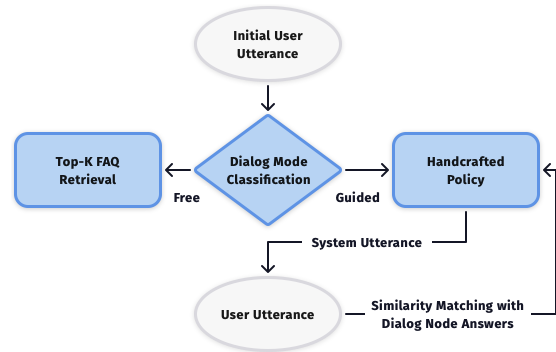 Initial User
Utterance
Top-K FAQ
Retrieval
Dialog Mode
Classification
Handcrafted
Policy
Free
Guided
System Utterance
User Utterance
Similarity Matching with
Dialog Node Answers